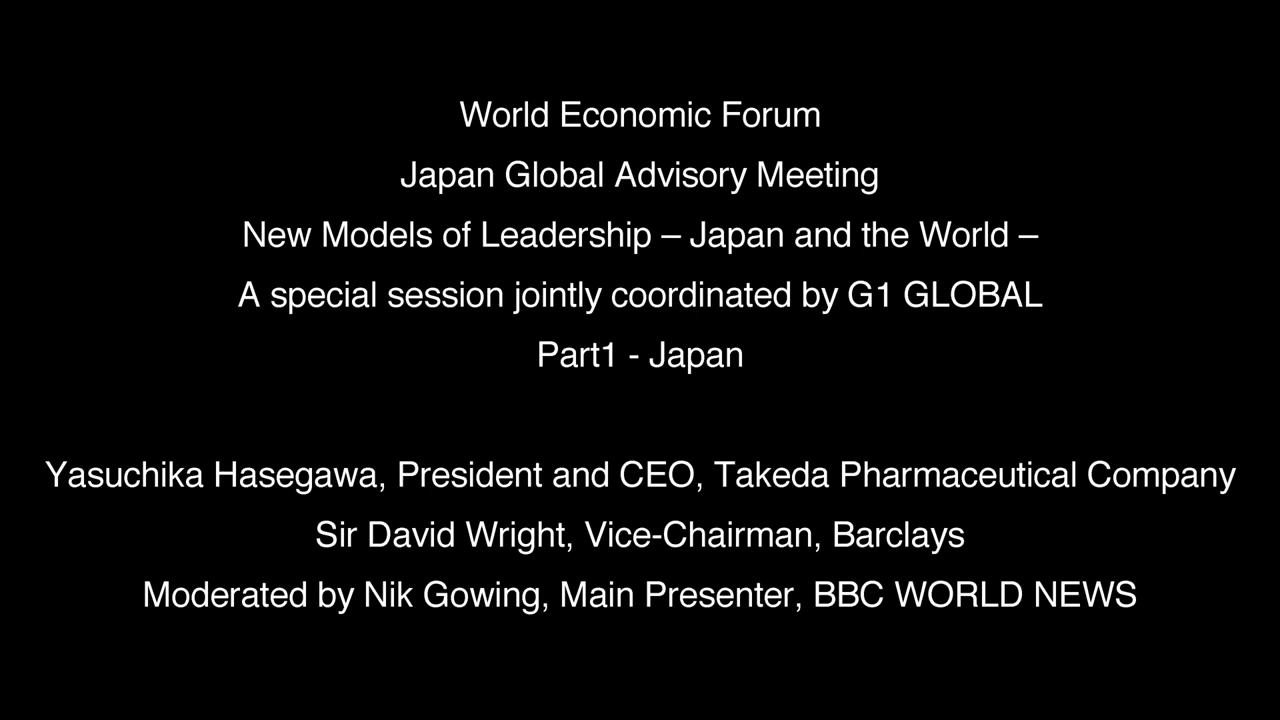 World Economic Forum
Japan Global Advisory Meeting
New Models of Leadership – Japan and the World –
A special session jointly coordinated by G1 GLOBAL
Part1 - Japan
Yasuchika Hasegawa, President and CEO, Takeda Pharmaceutical Company
Sir David Wright, Vice-Chairman, Barclays
Moderated by Nik Gowing, Main Presenter, BBC WORLD NEWS